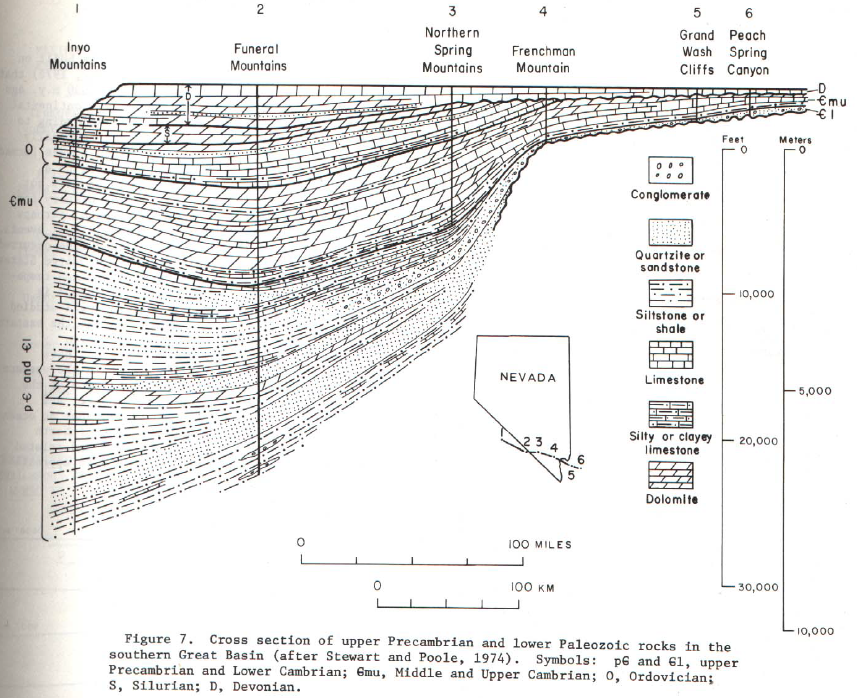 1 2 3 4 5 6
Inyo
Mountains
Funeral
Mountains
Northern
Spring
Mountains
Frenchman
Mountain
Grand
Wash
Cliffs
Peach
Spring
Canyon
D
Ꞓmu
Ꞓl
D
S
O
Ꞓmu
pꞒ and Ꞓl
Feet
0
10,000
20,000
30,000
Meters
0
5,000
10,000
Conglomerate
Quartzite or
sandstone
Siltstone or
shale
Limestone
Silty or clayey
limestone
Dolomite
NEVADA
1
2 3
4
5
6
0 100 MILES
0 100 KM
Figure 7. Cross section of upper Precambrian and lower Paleozoic rocks in the
southern Great Basin (after Stewart and Poole, 1974). Symbols: pꞒ and Ꞓl, upper
Precambrian and Lower Cambrian; Ꞓmu, Middle and Upper Cambrian; O, Ordovician;
S, Silurian; D, Devonian.